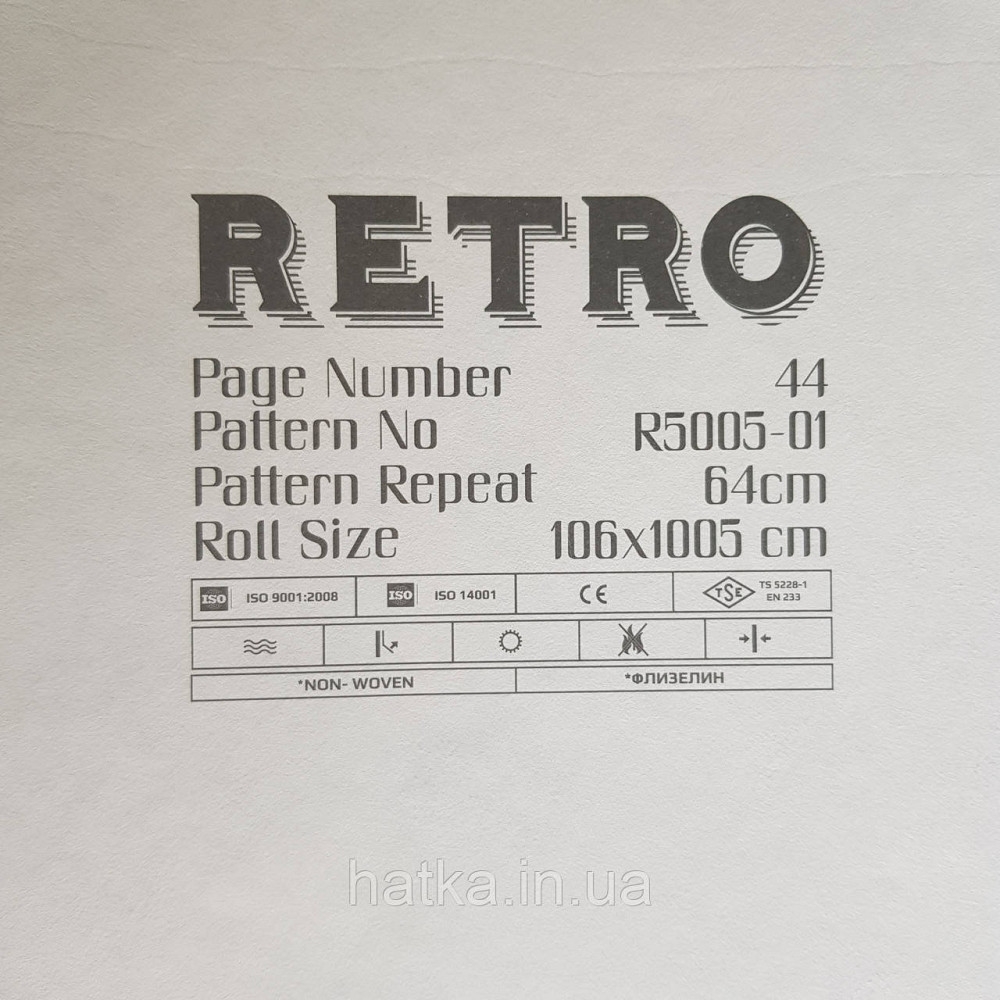 RETRO
Page Number 44
Pattern No R5005-01
Pattern Repeat 64cm
Roll Size 106x1005 cm
ISO ISO 9001:2008 ISO ISO 14001 CE TSE TS 5228-1
EN 233
*NON- WOVEN *ФЛИЗЕЛИН
hatka.in.ua